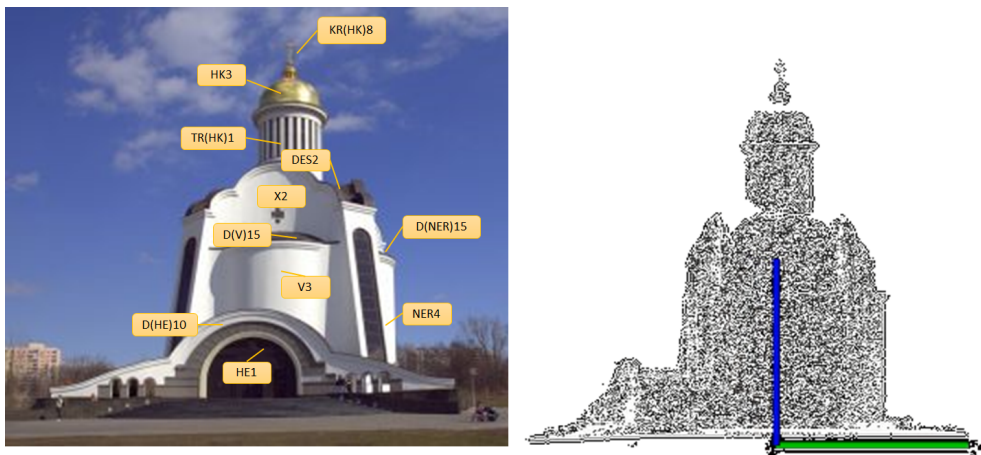 KR(HK)8
HK3
TR(HK)1
DES2
X2
D(NER)15
D(V)15
V3
D(HE)10
NER4
HE1